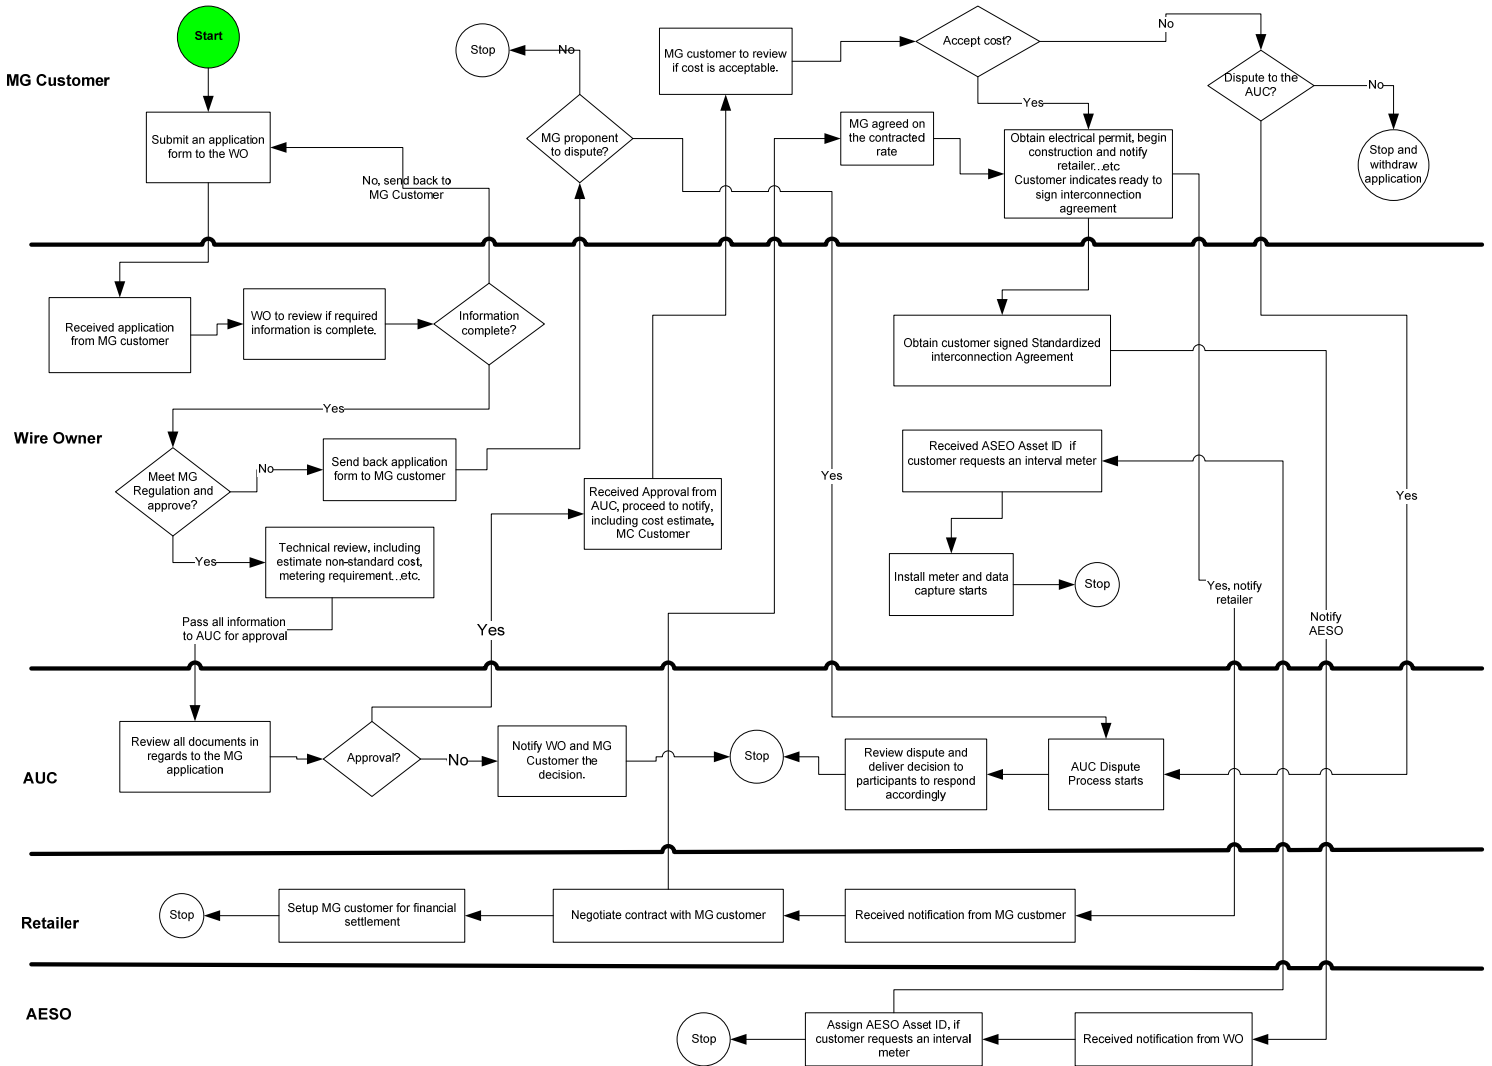 MG Customer
Start
Submit an application
form to the WO
No, send back to
MG Customer
Stop
No
MG proponent
to dispute?
MG customer to review
if cost is acceptable.
Accept cost?
No
Yes
Dispute to the
AUC?
No
Stop and
withdraw
application
MG agreed on
the contracted
rate
Obtain electrical permit, begin
construction and notify
retailer...etc
Customer indicates ready to
sign interconnection
agreement
Wire Owner
Received application
from MG customer
WO to review if required
information is complete.
Information
complete?
Yes
Meet MG
Regulation and
approve?
No
Send back application
form to MG customer
Yes
Technical review, including
estimate non-standard cost,
metering requirement...etc.
Pass all information
to AUC for approval
Yes
Received Approval from
AUC, proceed to notify,
including cost estimate,
MC Customer
Yes
Obtain customer signed Standardized
interconnection Agreement
Received ASEO Asset ID if
customer requests an interval meter
Install meter and data
capture starts
Stop
Yes, notify
retailer
Notify
AESO
Yes
AUC
Review all documents in
regards to the MG
application
Approval?
No
Notify WO and MG
Customer the
decision.
Stop
Review dispute and
deliver decision to
participants to respond
accordingly
AUC Dispute
Process starts
Retailer
Stop
Setup MG customer for financial
settlement
Negotiate contract with MG customer
Received notification from MG customer
AESO
Stop
Assign AESO Asset ID, if
customer requests an interval
meter
Received notification from WO